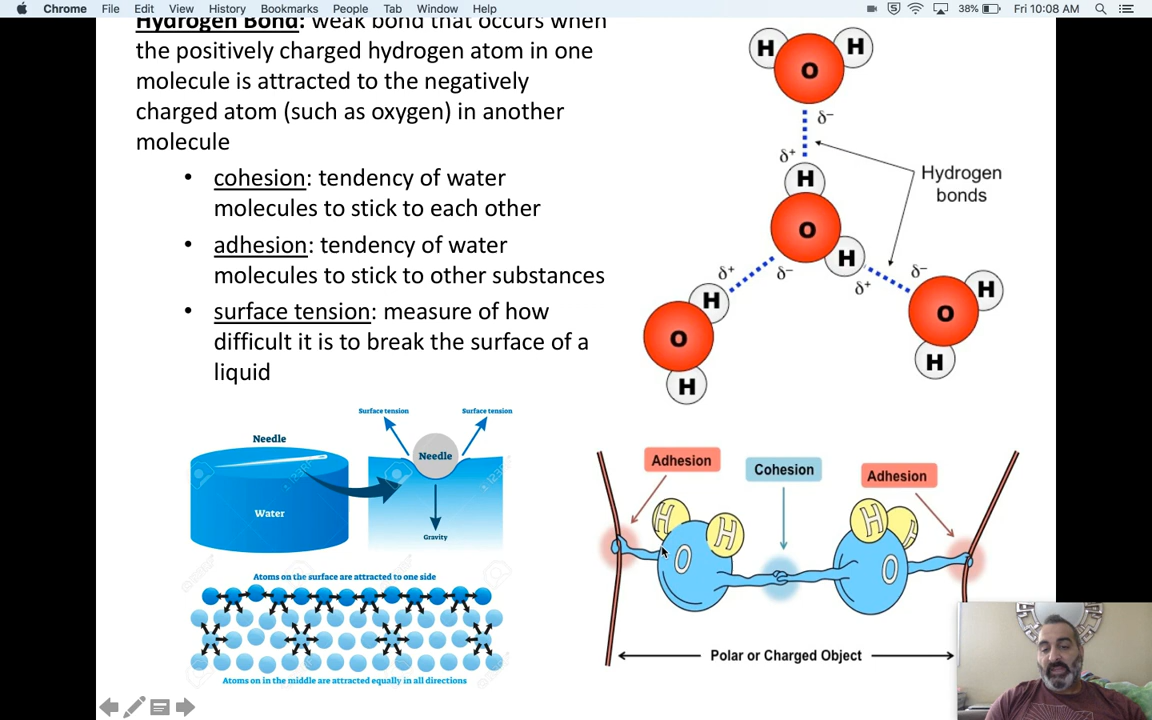 Chrome File Edit View History Bookmarks People Tab Window Help 38% Fri 10:08 AM
Hydrogen Bond: weak bond that occurs when
the positively charged hydrogen atom in one
molecule is attracted to the negatively
charged atom (such as oxygen) in another
molecule
• cohesion: tendency of water
molecules to stick to each other
• adhesion: tendency of water
molecules to stick to other substances
• surface tension: measure of how
difficult it is to break the surface of a
liquid
H H
O
δ-
δ+
H
Hydrogen
bonds
O
H
δ+ δ- δ-
δ+
H H
O O
H H
Surface tension Surface tension
Needle
Needle
Water
Gravity
Atoms on the surface are attracted to one side
Atoms on in the middle are attracted equally in all directions
Adhesion Cohesion Adhesion
H H H H
O O
Polar or Charged Object